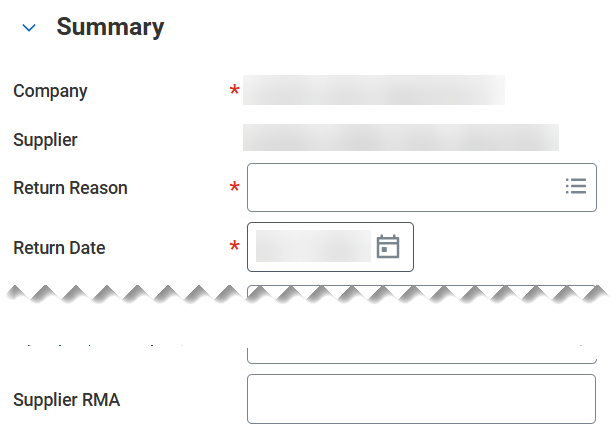 Summary
Company *
Supplier
Return Reason *
Return Date *
Supplier RMA